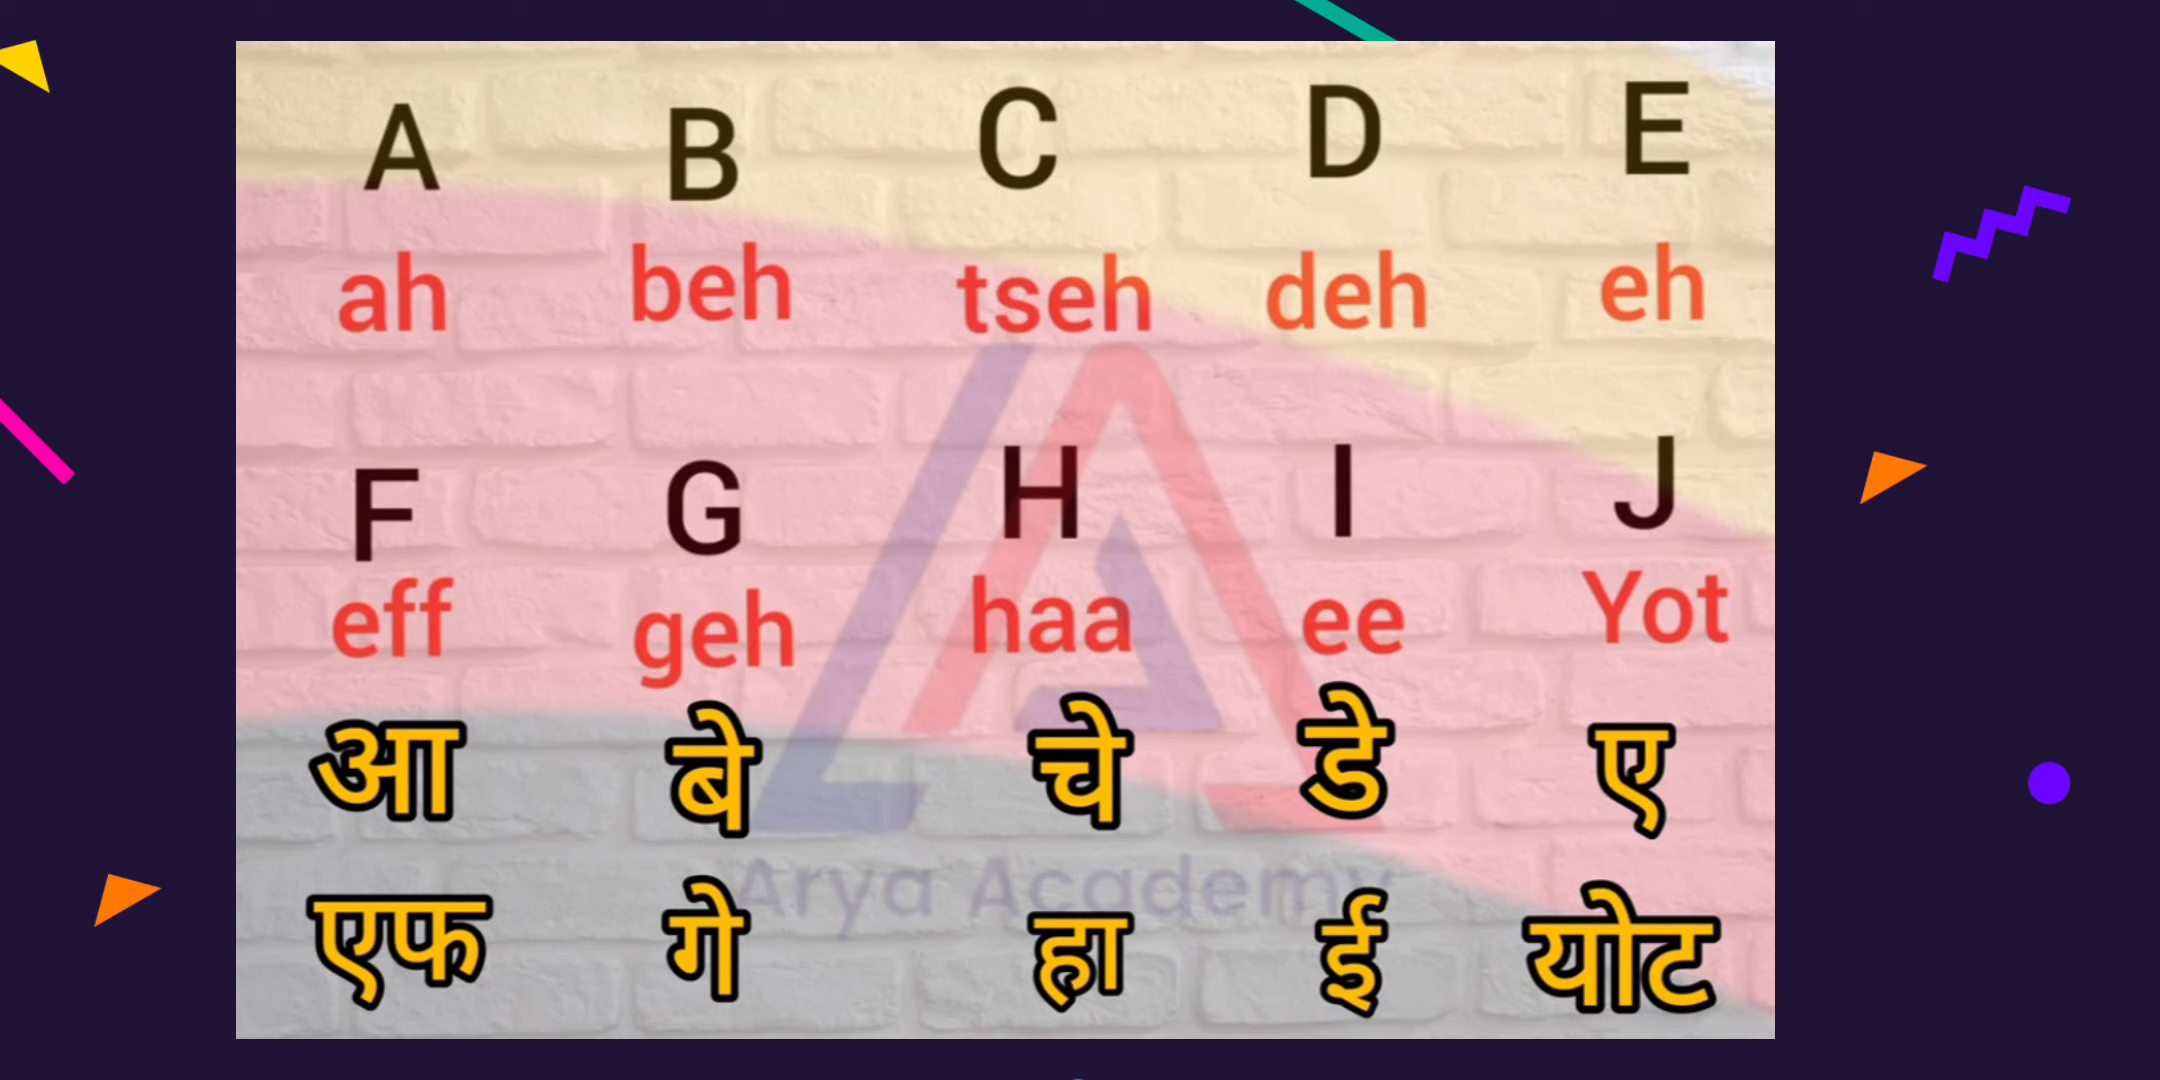 A B C D E
ah beh tseh deh eh
F G H I J
eff geh haa ee Yot
आ बे चे डे ए
Arya Academy
एफ गे हा ई योट